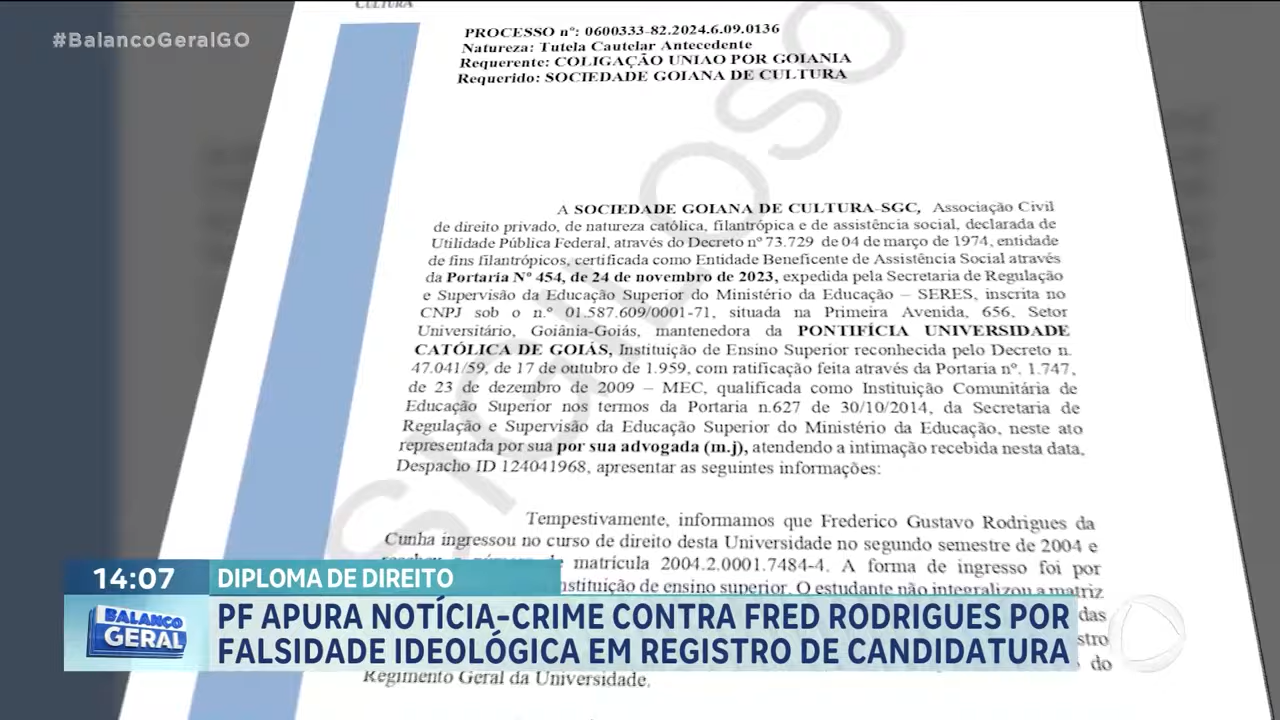 #BalancoGeralGO
CULTURA
PROCESSO nº: 0600333-82.2024.6.09.0136
Natureza: Tutela Cautelar Antecedente
Requerente: COLIGAÇÃO UNIAO POR GOIANIA
Requerido: SOCIEDADE GOIANA DE CULTURA
SIGILOSO
A SOCIEDADE GOIANA DE CULTURA-SGC, Associação Civil
de direito privado, de natureza católica, filantrópica e de assistência social, declarada de
Utilidade Pública Federal, através do Decreto nº 73.729 de 04 de março de 1974, entidade
de fins filantrópicos, certificada como Entidade Beneficente de Assistência Social através
da Portaria Nº 454, de 24 de novembro de 2023, expedida pela Secretaria de Regulação
e Supervisão da Educação Superior do Ministério da Educação – SERES, inscrita no
CNPJ sob o n.º 01.587.609/0001-71, situada na Primeira Avenida, 656, Setor
Universitário, Goiânia-Goiás, mantenedora da PONTIFÍCIA UNIVERSIDADE
CATÓLICA DE GOIÁS, Instituição de Ensino Superior reconhecida pelo Decreto n.
47.041/59, de 17 de outubro de 1.959, com ratificação feita através da Portaria nº. 1.747,
de 23 de dezembro de 2009 – MEC, qualificada como Instituição Comunitária de
Educação Superior nos termos da Portaria n.627 de 30/10/2014, da Secretaria de
Regulação e Supervisão da Educação Superior do Ministério da Educação, neste ato
representada por sua por sua advogada (m.j), atendendo a intimação recebida nesta data,
Despacho ID 124041968, apresentar as seguintes informações:
Tempestivamente, informamos que Frederico Gustavo Rodrigues da
Cunha ingressou no curso de direito desta Universidade no segundo semestre de 2004 e
matrícula 2004.2.0001.7484-4. A forma de ingresso foi por
instituição de ensino superior. O estudante não integralizou a matriz
das
stro
do
Regimento Geral da Universidade.
14:07
DIPLOMA DE DIREITO
BALANÇO
GERAL
PF APURA NOTÍCIA-CRIME CONTRA FRED RODRIGUES POR
FALSIDADE IDEOLÓGICA EM REGISTRO DE CANDIDATURA